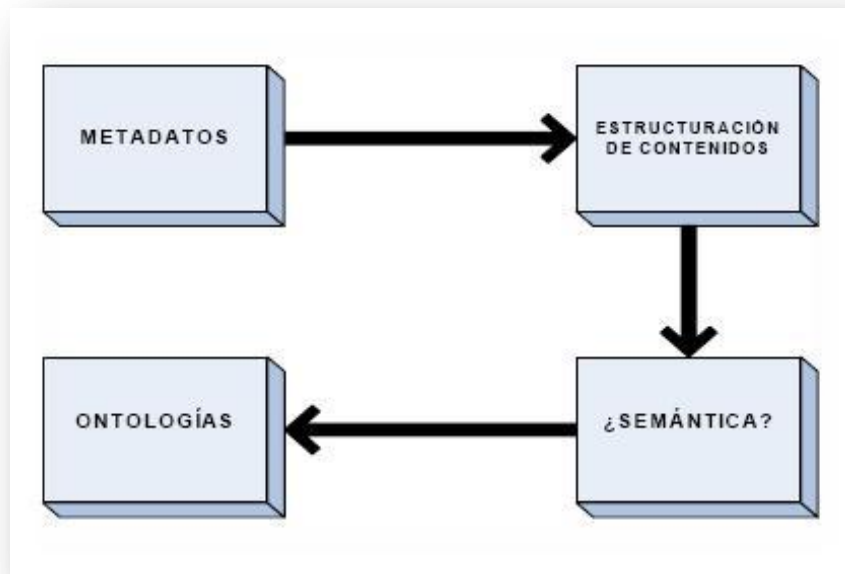 METADATOS
ESTRUCTURACIÓN
DE CONTENIDOS
¿SEMÁNTICA?
ONTOLOGÍAS